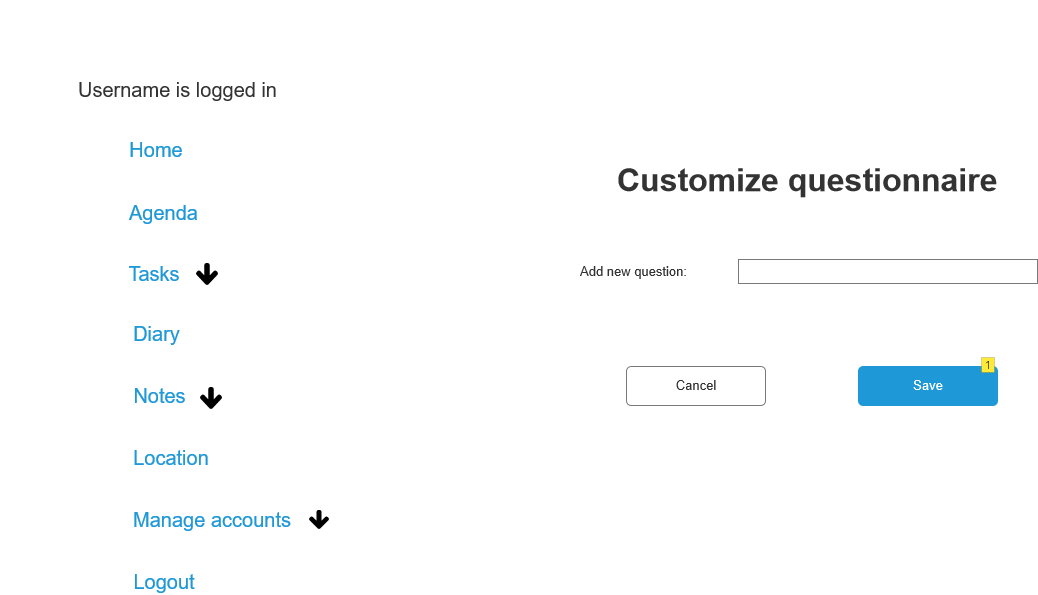 Username is logged in
Home
Agenda
Tasks
Diary
Notes
Location
Manage accounts
Logout
Customize questionnaire
Add new question:
Cancel
Save
1